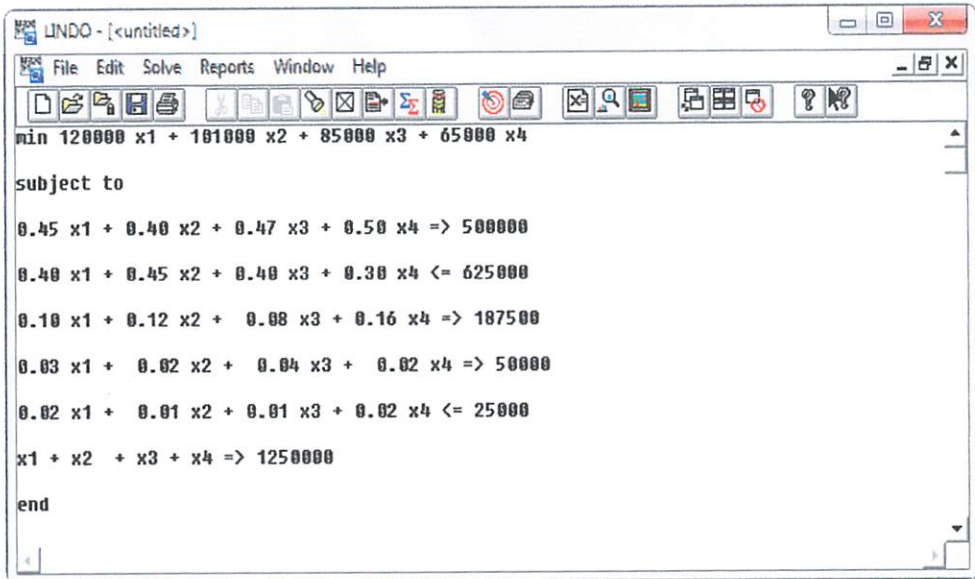 LINDO - [<untitled>]
File Edit Solve Reports Window Help
min 120000 x1 + 101000 x2 + 85000 x3 + 65000 x4
subject to
0.45 x1 + 0.40 x2 + 0.47 x3 + 0.50 x4 => 500000
0.40 x1 + 0.45 x2 + 0.40 x3 + 0.30 x4 <= 625000
0.10 x1 + 0.12 x2 + 0.08 x3 + 0.16 x4 => 187500
0.03 x1 + 0.02 x2 + 0.04 x3 + 0.02 x4 => 50000
0.02 x1 + 0.01 x2 + 0.01 x3 + 0.02 x4 <= 25000
x1 + x2 + x3 + x4 => 1250000
end